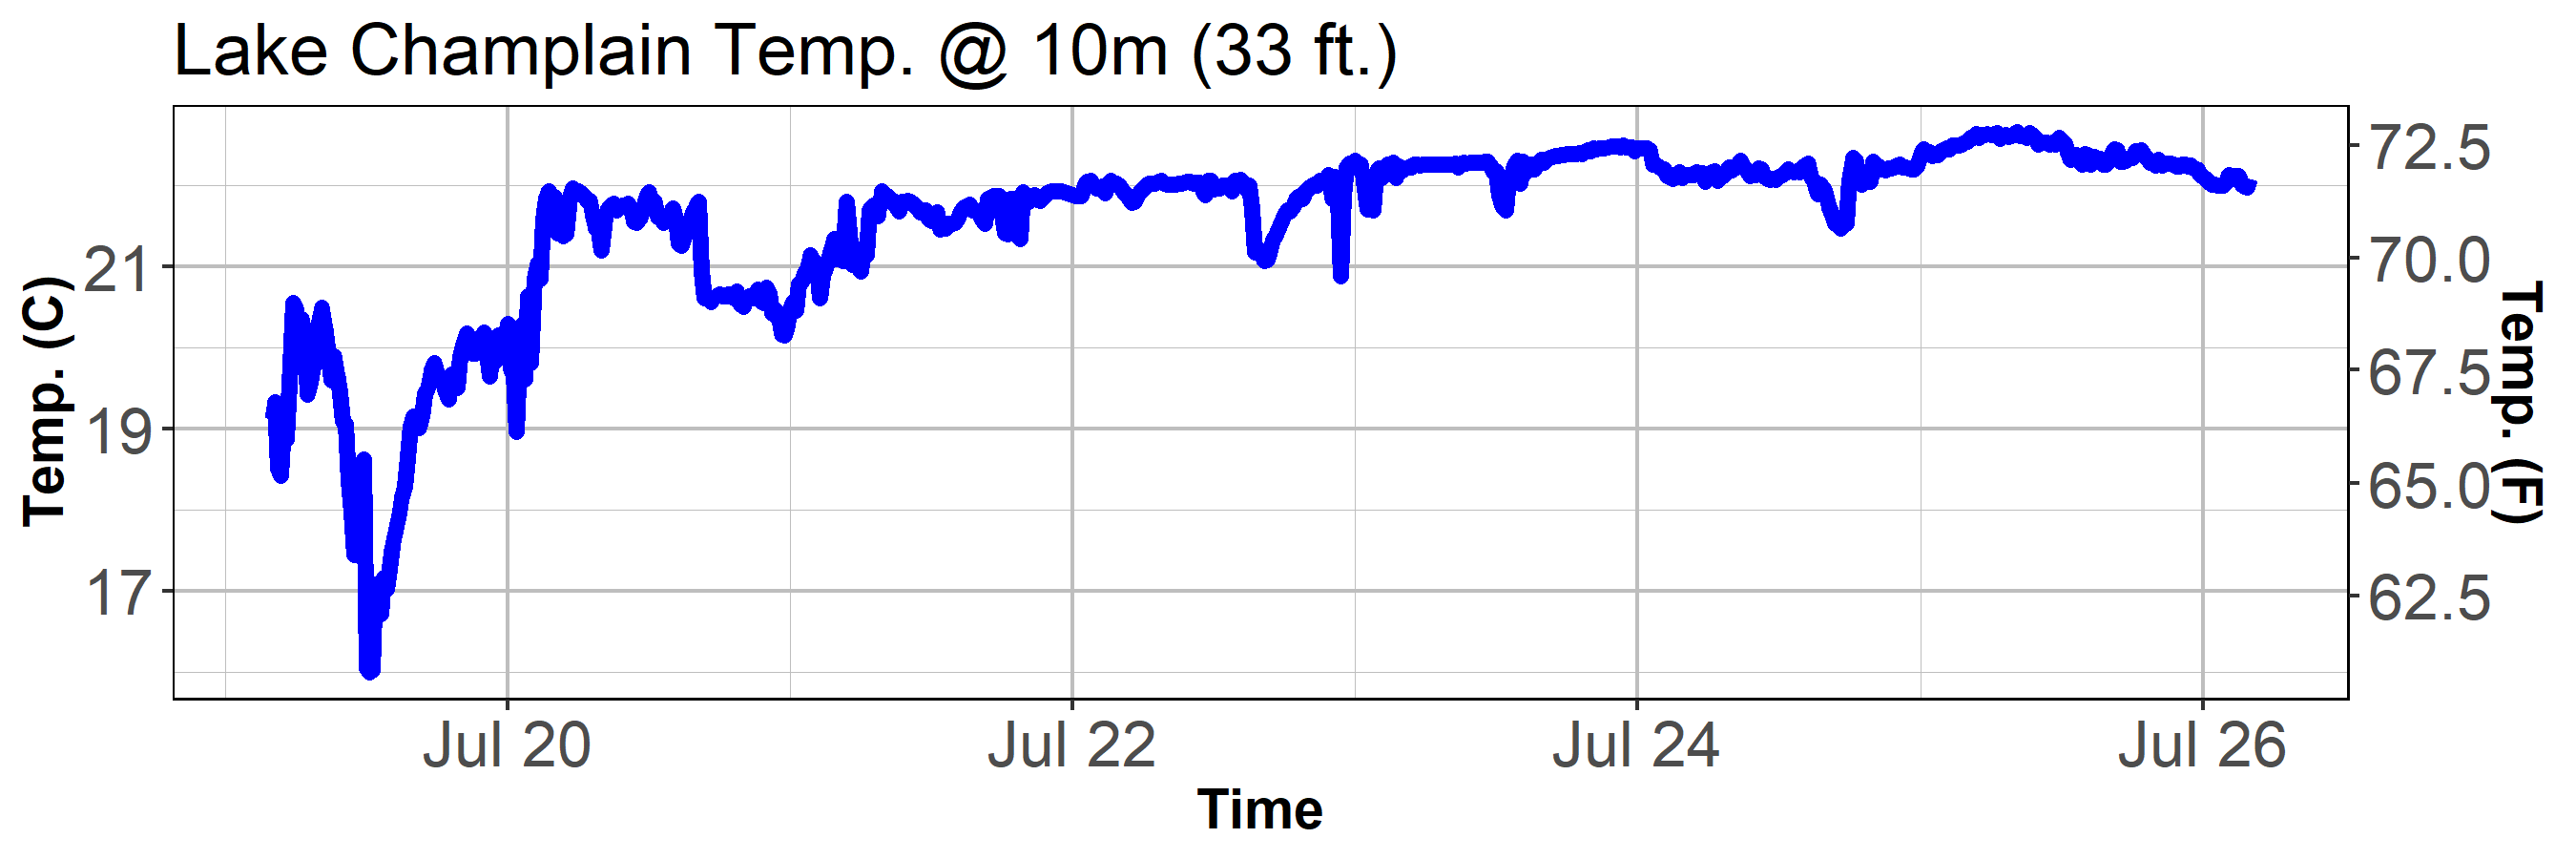 Lake Champlain Temp. @ 10m (33 ft.)
Temp. (C)
21
19
17
72.5
70.0
67.5
65.0
62.5
Temp. (F)
Jul 20 Jul 22 Jul 24 Jul 26
Time